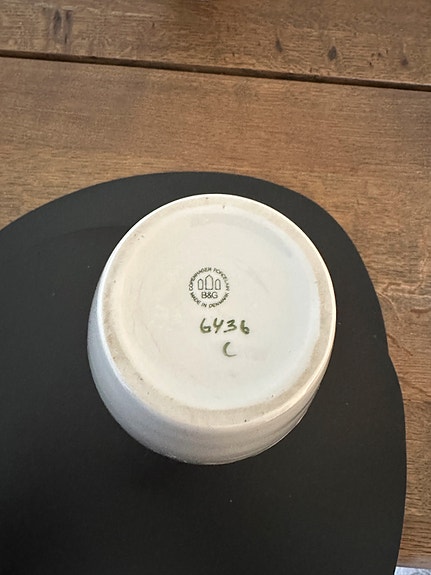 COPENHAGEN PORCELAIN
B&G
MADE IN DENMARK
6436
C